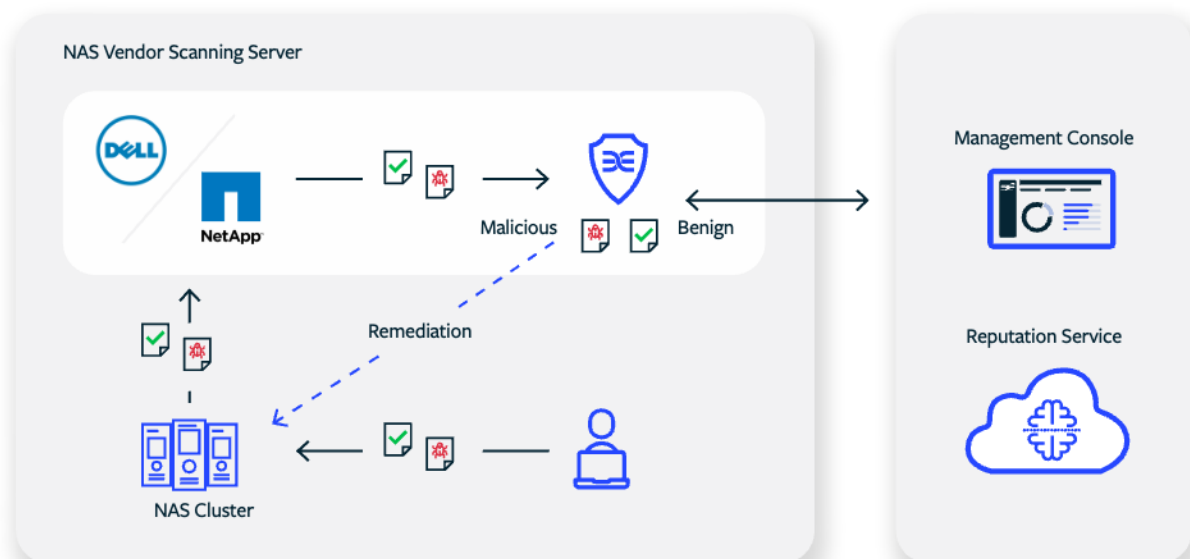 NAS Vendor Scanning Server
DELL
NetApp
Malicious
Benign
Remediation
NAS Cluster
Management Console
Reputation Service